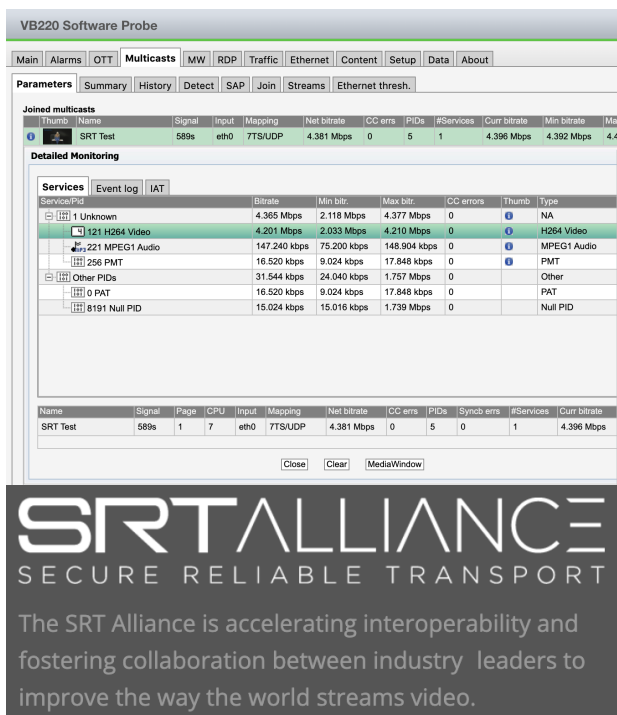 VB220 Software Probe
Main Alarms OTT Multicasts MW RDP Traffic Ethernet Content Setup Data About
Parameters Summary History Detect SAP Join Streams Ethernet thresh.
Joined multicasts
Thumb Name Signal Input Mapping Net bitrate CC errs PIDs #Services Curr bitrate Min bitrate Ma
SRT Test 589s eth0 7TS/UDP 4.381 Mbps 0 5 1 4.396 Mbps 4.392 Mbps 4.4
Detailed Monitoring
Services Event log IAT
Service/Pid Bitrate Min bitr. Max bitr. CC errors Thumb Type
1 Unknown 4.365 Mbps 2.118 Mbps 4.377 Mbps 0 NA
121 H264 Video 4.201 Mbps 2.033 Mbps 4.210 Mbps 0 H264 Video
221 MPEG1 Audio 147.240 kbps 75.200 kbps 148.904 kbps 0 MPEG1 Audio
256 PMT 16.520 kbps 9.024 kbps 17.848 kbps 0 PMT
Other PIDs 31.544 kbps 24.040 kbps 1.757 Mbps 0 Other
0 PAT 16.520 kbps 9.024 kbps 17.848 kbps 0 PAT
8191 Null PID 15.024 kbps 15.016 kbps 1.739 Mbps 0 Null PID
Name Signal Page CPU Input Mapping Net bitrate CC errs PIDs Syncb errs #Services Curr bitrate
SRT Test 589s 1 7 eth0 7TS/UDP 4.381 Mbps 0 5 0 1 4.396 Mbps
Close Clear MediaWindow
SRT ALLIANCE
SECURE RELIABLE TRANSPORT
The SRT Alliance is accelerating interoperability and
fostering collaboration between industry leaders to
improve the way the world streams video.